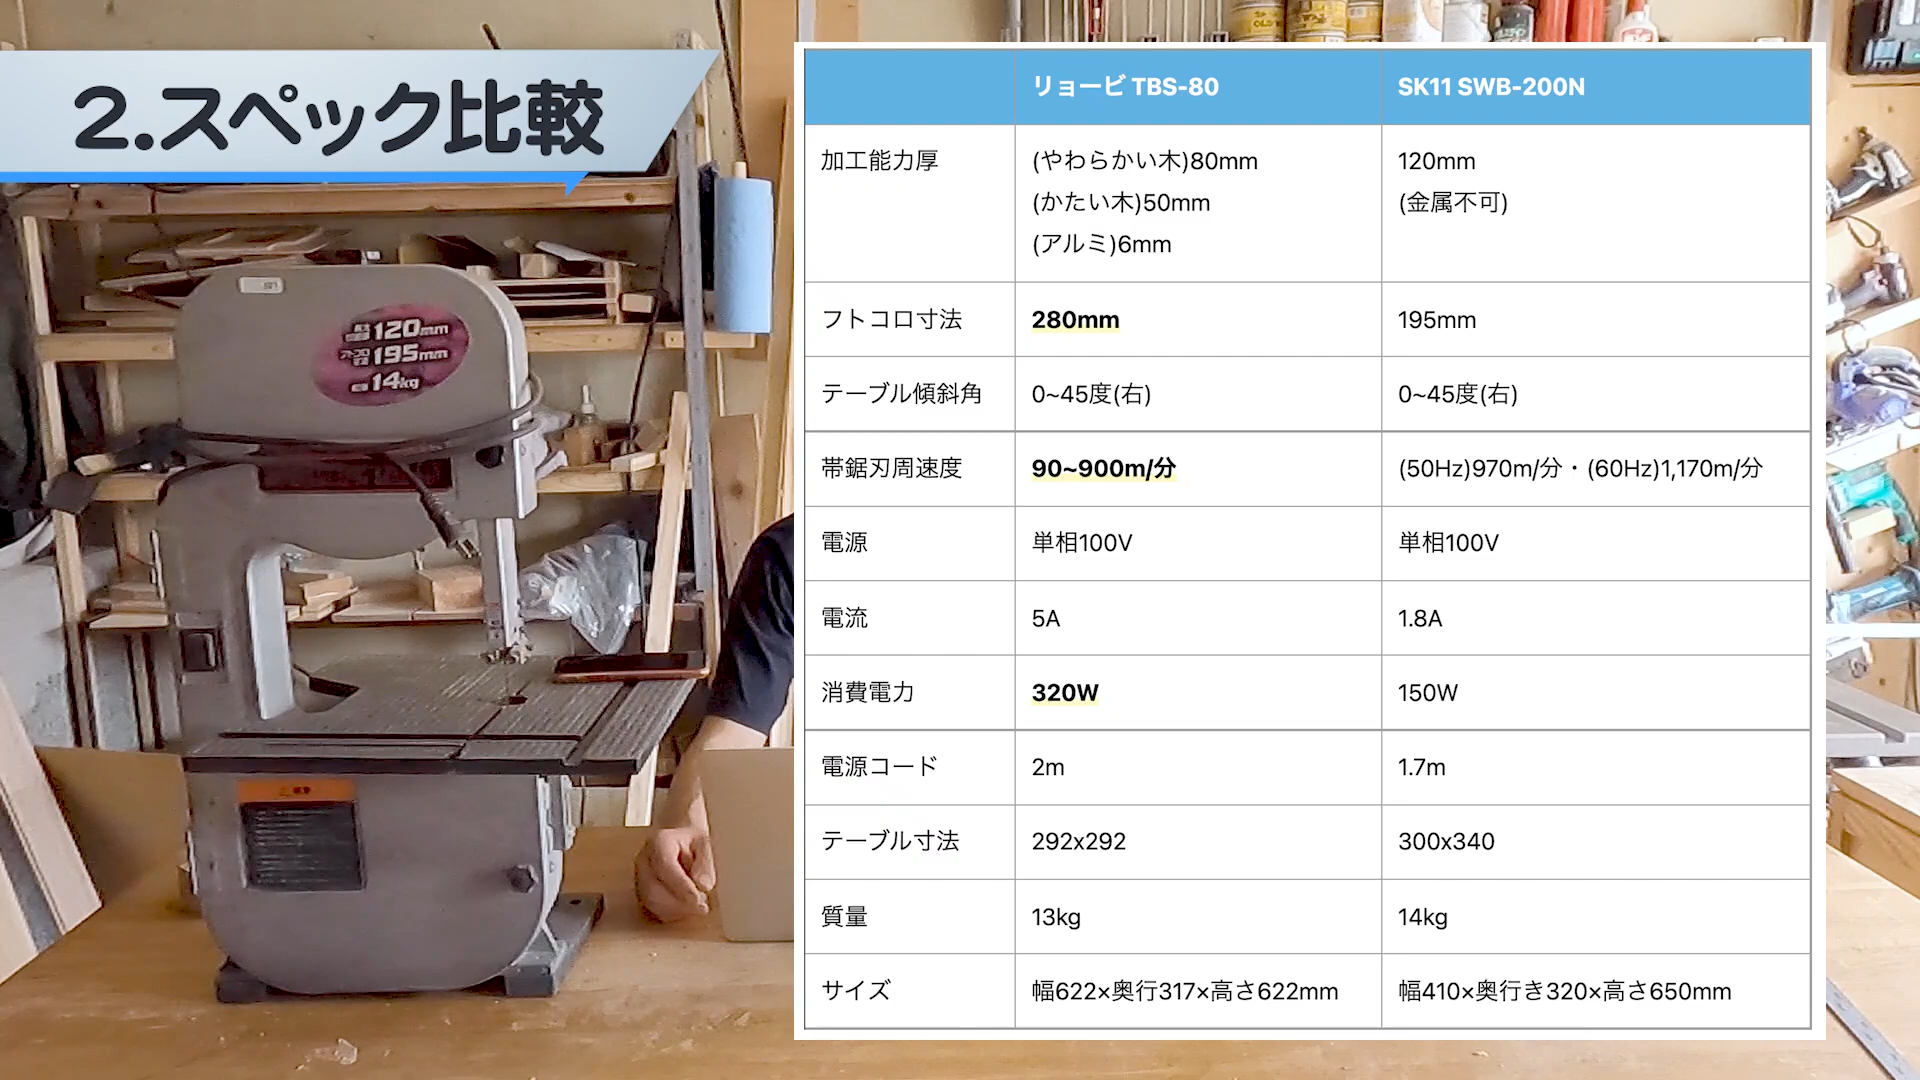 2.スペック比較
120mm
195mm
14kg
リョービ TBS-80
SK11 SWB-200N
加工能力厚
(やわらかい木)80mm
(かたい木)50mm
(アルミ)6mm
120mm
(金属不可)
フトコロ寸法
280mm
195mm
テーブル傾斜角
0~45度(右)
0~45度(右)
帯鋸刃周速度
90~900m/分
(50Hz)970m/分・(60Hz)1,170m/分
電源
単相100V
単相100V
電流
5A
1.8A
消費電力
320W
150W
電源コード
2m
1.7m
テーブル寸法
292x292
300x340
質量
13kg
14kg
サイズ
幅622×奥行317×高さ622mm
幅410×奥行き320×高さ650mm